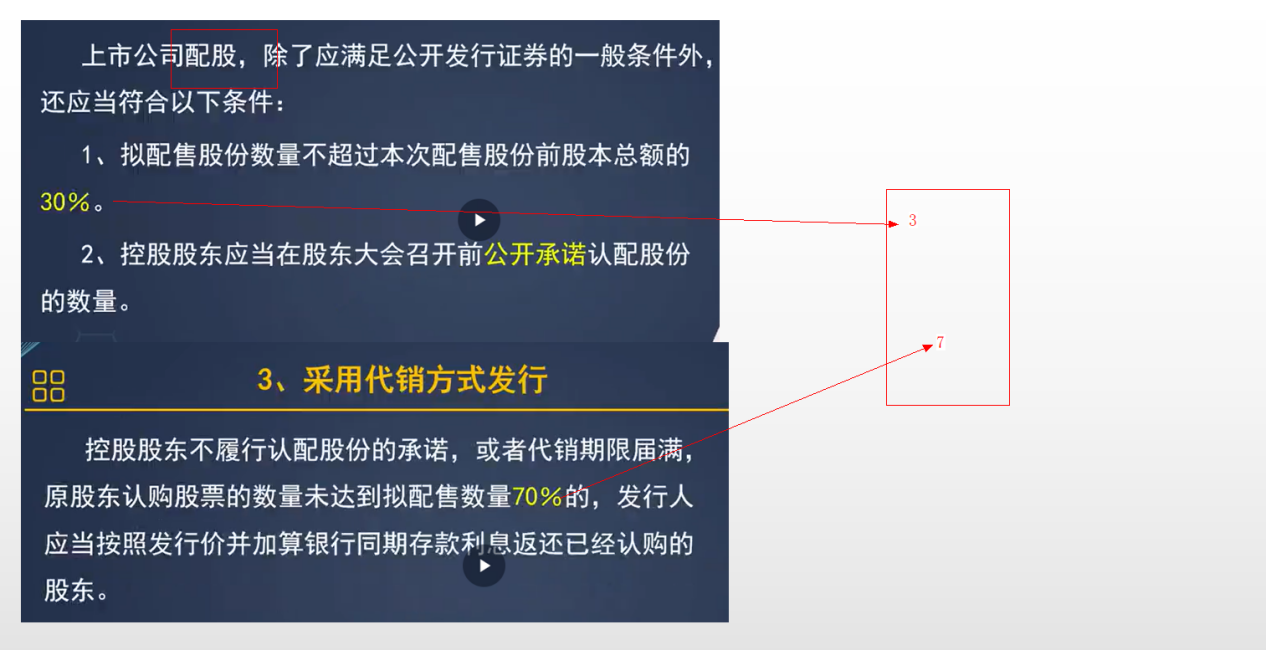 上市公司配股，除了应满足公开发行证券的一般条件外，
还应当符合以下条件：
1、拟配售股份数量不超过本次配售股份前股本总额的
30%。
2、控股股东应当在股东大会召开前公开承诺认配股份
的数量。
3、采用代销方式发行
控股股东不履行认配股份的承诺，或者代销期限届满，
原股东认购股票的数量未达到拟配售数量70%的，发行人
应当按照发行价并加算银行同期存款利息返还已经认购的
股东。
3
7